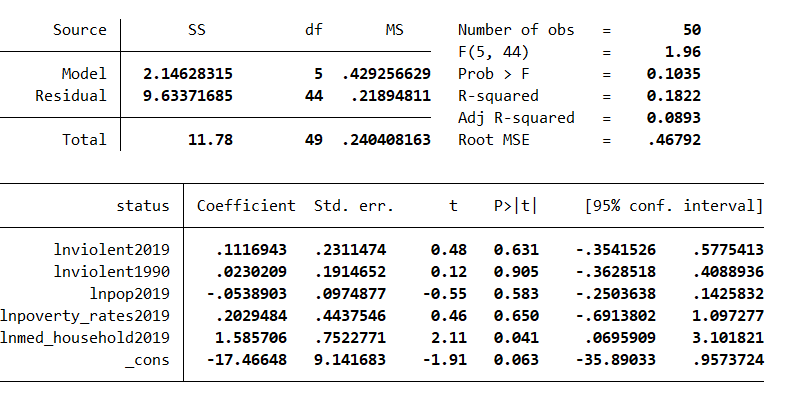 Source SS df MS Number of obs = 50
F(5, 44) = 1.96
Model 2.14628315 5 .429256629 Prob > F = 0.1035
Residual 9.63371685 44 .21894811 R-squared = 0.1822
Adj R-squared = 0.0893
Total 11.78 49 .240408163 Root MSE = .46792
status Coefficient Std. err. t P>|t| [95% conf. interval]
lnviolent2019 .1116943 .2311474 0.48 0.631 -.3541526 .5775413
lnviolent1990 .0230209 .1914652 0.12 0.905 -.3628518 .4088936
lnpop2019 -.0538903 .0974877 -0.55 0.583 -.2503638 .1425832
lnpoverty_rates2019 .2029484 .4437546 0.46 0.650 -.6913802 1.097277
lnmed_household2019 1.585706 .7522771 2.11 0.041 .0695909 3.101821
_cons -17.46648 9.141683 -1.91 0.063 -35.89033 .9573724